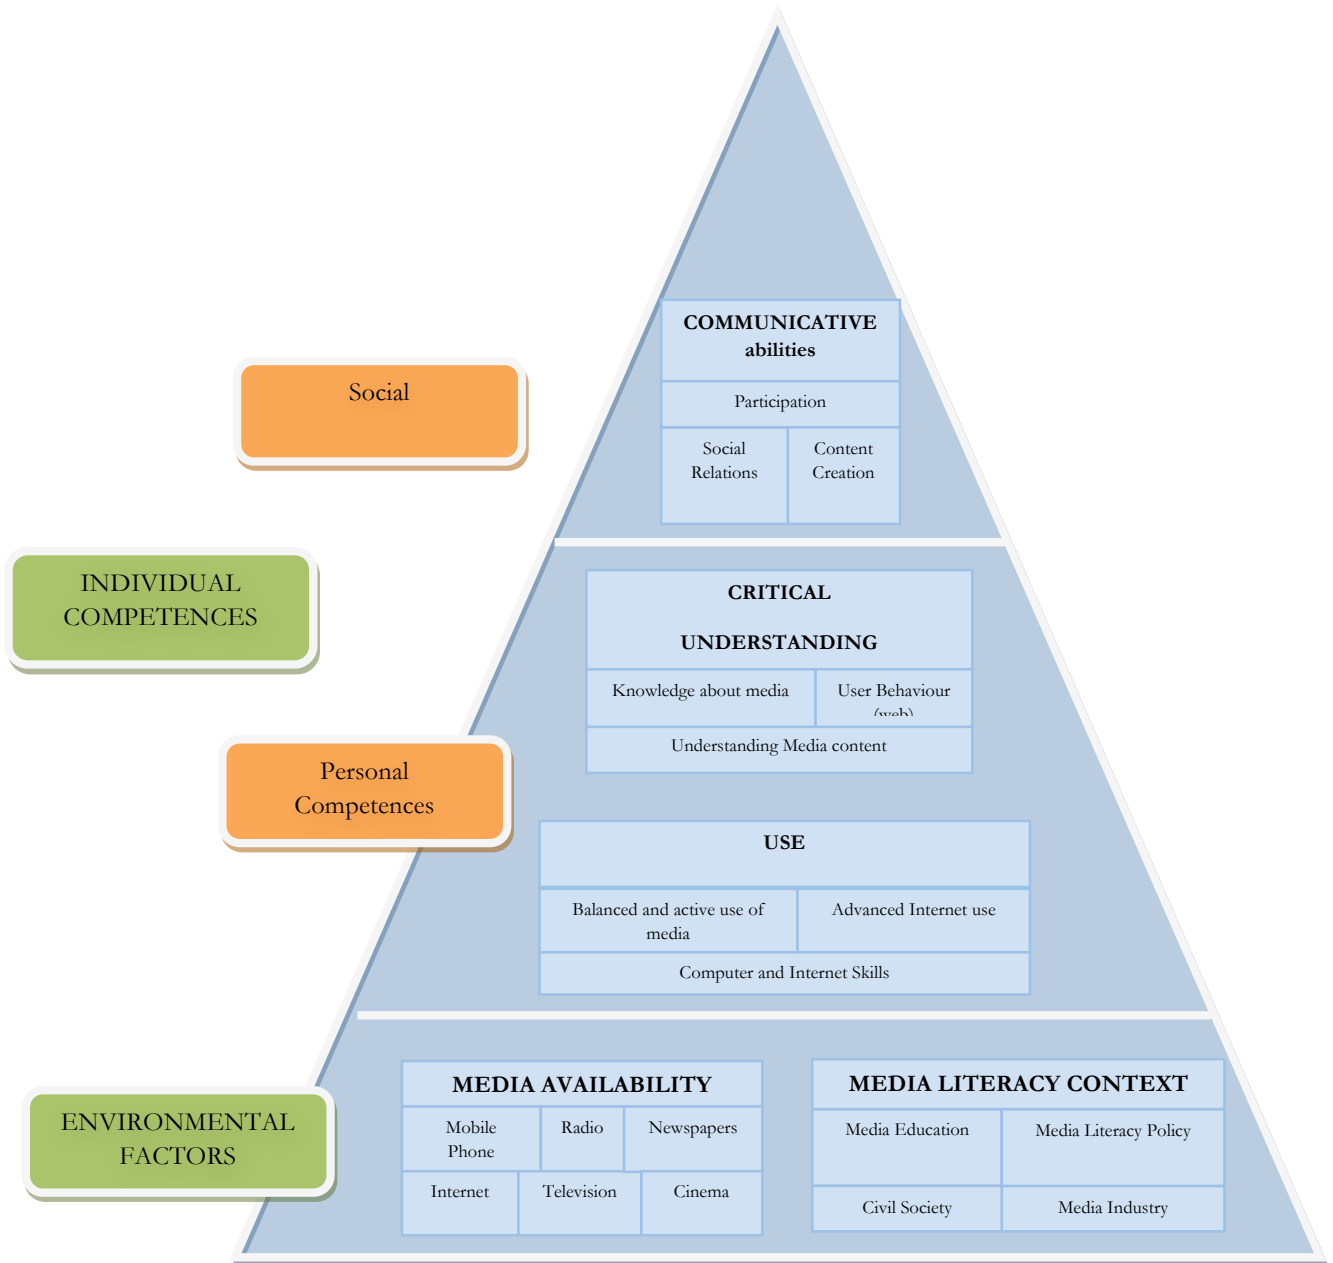 COMMUNICATIVE
abilities
Participation
Social
Relations
Content
Creation
Social
INDIVIDUAL
COMPETENCES
CRITICAL
UNDERSTANDING
Knowledge about media
User Behaviour
(web)
Understanding Media content
Personal
Competences
USE
Balanced and active use of
media
Advanced Internet use
Computer and Internet Skills
ENVIRONMENTAL
FACTORS
MEDIA AVAILABILITY
Mobile
Phone
Radio
Newspapers
Internet
Television
Cinema
MEDIA LITERACY CONTEXT
Media Education
Media Literacy Policy
Civil Society
Media Industry